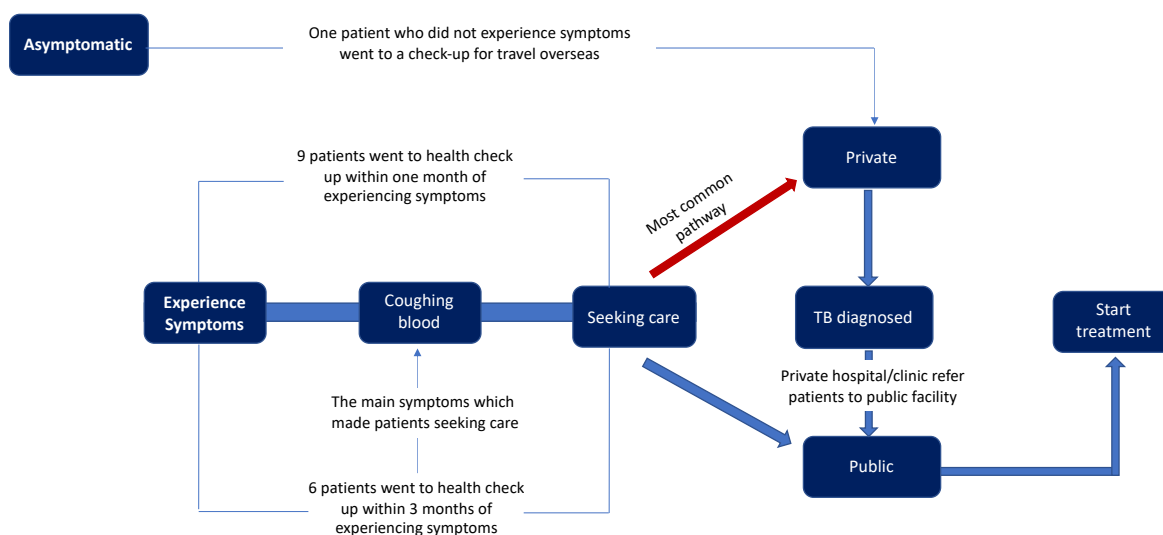 Asymptomatic
One patient who did not experience symptoms
went to a check-up for travel overseas
Private
9 patients went to health check
up within one month of
experiencing symptoms
Most common
pathway
Experience
Symptoms
Coughing
blood
Seeking care
TB diagnosed
Start
treatment
Private hospital/clinic refer
patients to public facility
The main symptoms which
made patients seeking care
Public
6 patients went to health check
up within 3 months of
experiencing symptoms